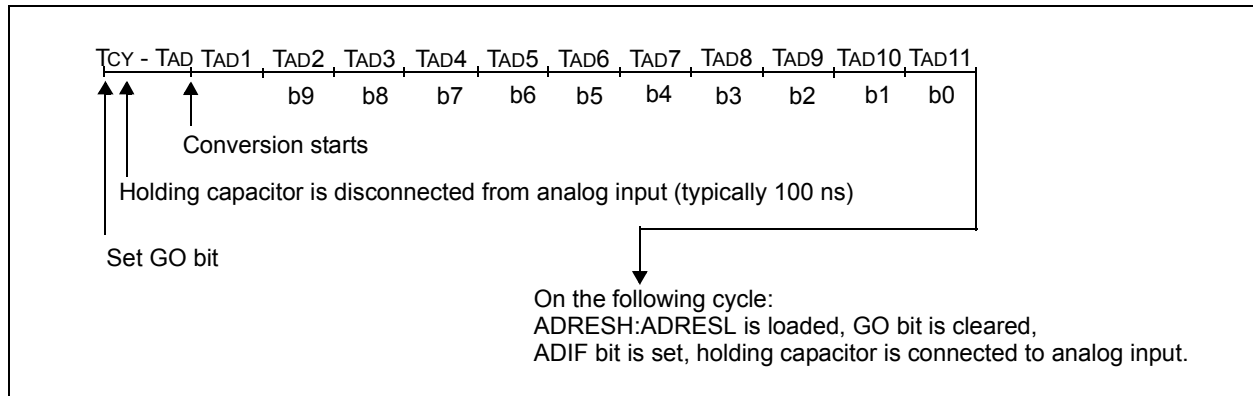 TCY - TAD TAD1 TAD2 TAD3 TAD4 TAD5 TAD6 TAD7 TAD8 TAD9 TAD10 TAD11
b9 b8 b7 b6 b5 b4 b3 b2 b1 b0
Conversion starts
Holding capacitor is disconnected from analog input (typically 100 ns)
Set GO bit
On the following cycle:
ADRESH:ADRESL is loaded, GO bit is cleared,
ADIF bit is set, holding capacitor is connected to analog input.